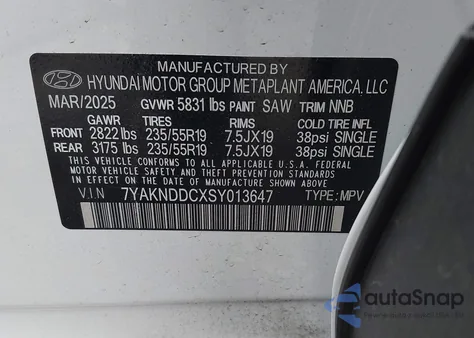 MANUFACTURED BY
HYUNDAI MOTOR GROUP METAPLANT AMERICA, LLC
MAR/2025 GVWR 5831 lbs PAINT SAW TRIM NNB
GAWR TIRES RIMS COLD TIRE INFL
FRONT 2822 lbs 235/55R19 7.5JX19 38psi SINGLE
REAR 3175 lbs 235/55R19 7.5JX19 38psi SINGLE
THIS VEHICLE CONFORMS TO ALL APPLICABLE U.S.A. FEDERAL
MOTOR VEHICLE SAFETY AND THEFT PREVENTION STANDARDS
IN EFFECT ON THE DATE OF MANUFACTURE SHOWN ABOVE.
V.I.N 7YAKNDDCXSY013647 TYPE: MPV
autoSnap